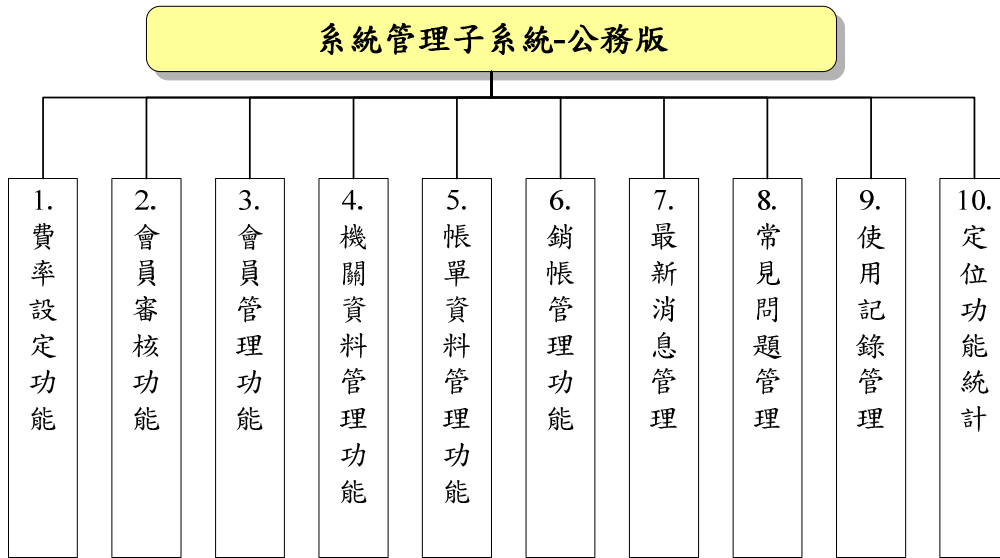 系統管理子系統-公務版
1.費率設定功能
2.會員審核功能
3.會員管理功能
4.機關資料管理功能
5.帳單資料管理功能
6.銷帳管理功能
7.最新消息管理
8.常見問題管理
9.使用記錄管理
10.定位功能統計